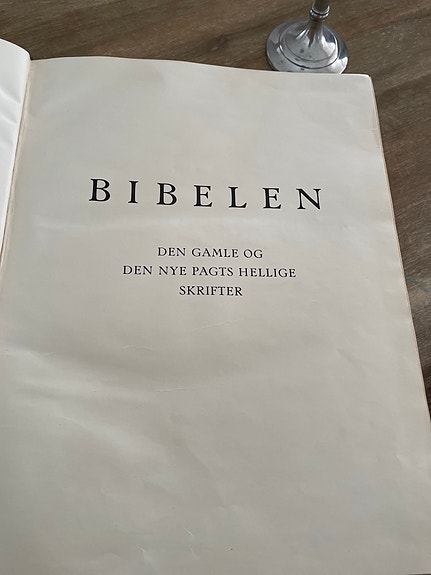 BIBELEN
DEN GAMLE OG
DEN NYE PAGTS HELLIGE
SKRIFTER